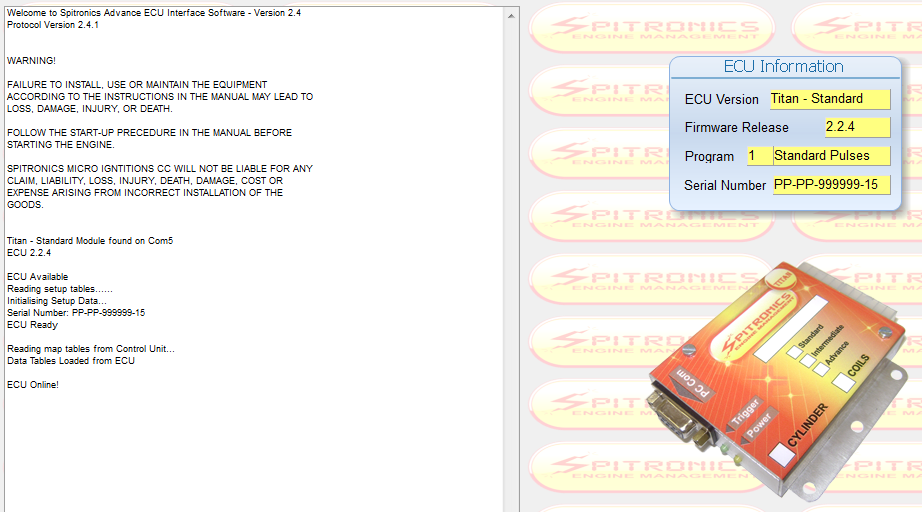 Welcome to Spitronics Advance ECU Interface Software - Version 2.4
Protocol Version 2.4.1
WARNING!
FAILURE TO INSTALL, USE OR MAINTAIN THE EQUIPMENT
ACCORDING TO THE INSTRUCTIONS IN THE MANUAL MAY LEAD TO
LOSS, DAMAGE, INJURY, OR DEATH.
FOLLOW THE START-UP PRECEDURE IN THE MANUAL BEFORE
STARTING THE ENGINE.
SPITRONICS MICRO IGNTITIONS CC WILL NOT BE LIABLE FOR ANY
CLAIM, LIABILITY, LOSS, INJURY, DEATH, DAMAGE, COST OR
EXPENSE ARISING FROM INCORRECT INSTALLATION OF THE
GOODS.
Titan - Standard Module found on Com5
ECU 2.2.4
ECU Available
Reading setup tables......
Initialising Setup Data...
Serial Number: PP-PP-999999-15
ECU Ready
Reading map tables from Control Unit...
Data Tables Loaded from ECU
ECU Online!
ECU Information
ECU Version Titan - Standard
Firmware Release 2.2.4
Program 1 Standard Pulses
Serial Number PP-PP-999999-15
SPITRONICS
ENGINE MANAGEMENT
TITAN
SPITRONICS
ENGINE MANAGEMENT
Standard
Intermediate
Advance
COILS
PC Com
Trigger
Power
CYLINDER